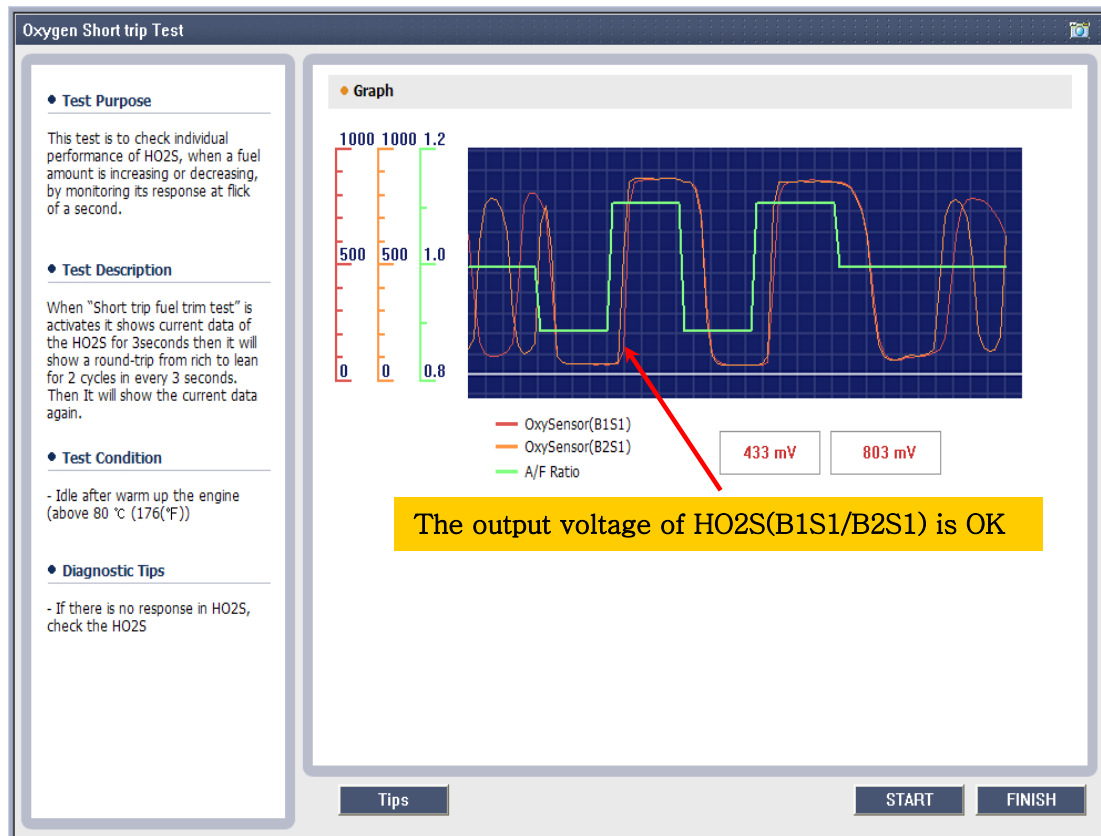 Oxygen Short trip Test
Test Purpose
This test is to check individual
performance of HO2S, when a fuel
amount is increasing or decreasing,
by monitoring its response at flick
of a second.
Test Description
When "Short trip fuel trim test" is
activates it shows current data of
the HO2S for 3seconds then it will
show a round-trip from rich to lean
for 2 cycles in every 3 seconds.
Then It will show the current data
again.
Test Condition
- Idle after warm up the engine
(above 80 ℃ (176(℉))
Diagnostic Tips
- If there is no response in HO2S,
check the HO2S
Graph
1000 1000 1.2
500 500 1.0
0 0 0.8
OxySensor(B1S1)
OxySensor(B2S1)
A/F Ratio
433 mV 803 mV
The output voltage of HO2S(B1S1/B2S1) is OK
Tips START FINISH